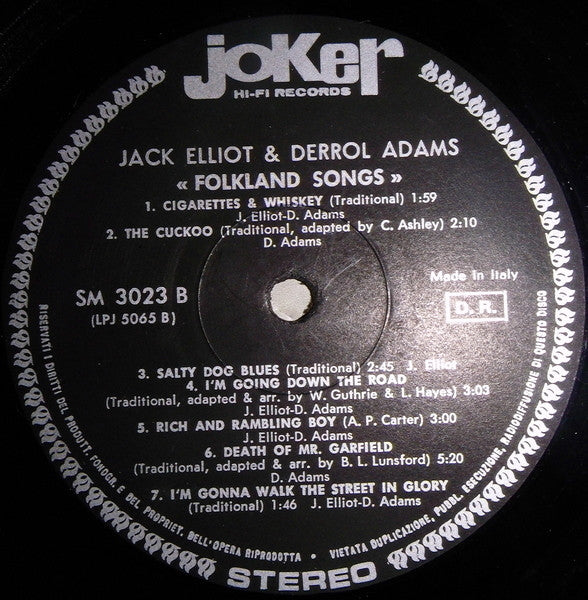 joKer
HI-FI RECORDS
JACK ELLIOT & DERROL ADAMS
« FOLKLAND SONGS »
1. CIGARETTES & WHISKEY (Traditional) 1:59
J. Elliot-D. Adams
2. THE CUCKOO (Traditional, adapted by C. Ashley) 2:10
D. Adams
SM 3023 B
(LPJ 5065 B)
Made in Italy
D.R.
3. SALTY DOG BLUES (Traditional) 2:45 J. Elliot
4. I'M GOING DOWN THE ROAD
(Traditional, adapted & arr. by W. Guthrie & L. Hayes) 3:03
J. Elliot-D. Adams
5. RICH AND RAMBLING BOY (A. P. Carter) 3:00
J. Elliot-D. Adams
6. DEATH OF MR. GARFIELD
(Traditional, adapted & arr. by B. L. Lunsford) 5:20
D. Adams
7. I'M GONNA WALK THE STREET IN GLORY
(Traditional) 1:46 J. Elliot-D. Adams
RISERVATI I DIRITTI DEL PRODUTT. FONOGR. E DEL PROPRIET. DELL'OPERA RIPRODOTTA • VIETATA DUPLICAZIONE, PUBBL. ESECUZIONE, RADIODIFFUSIONE DI QUESTO DISCO
STEREO